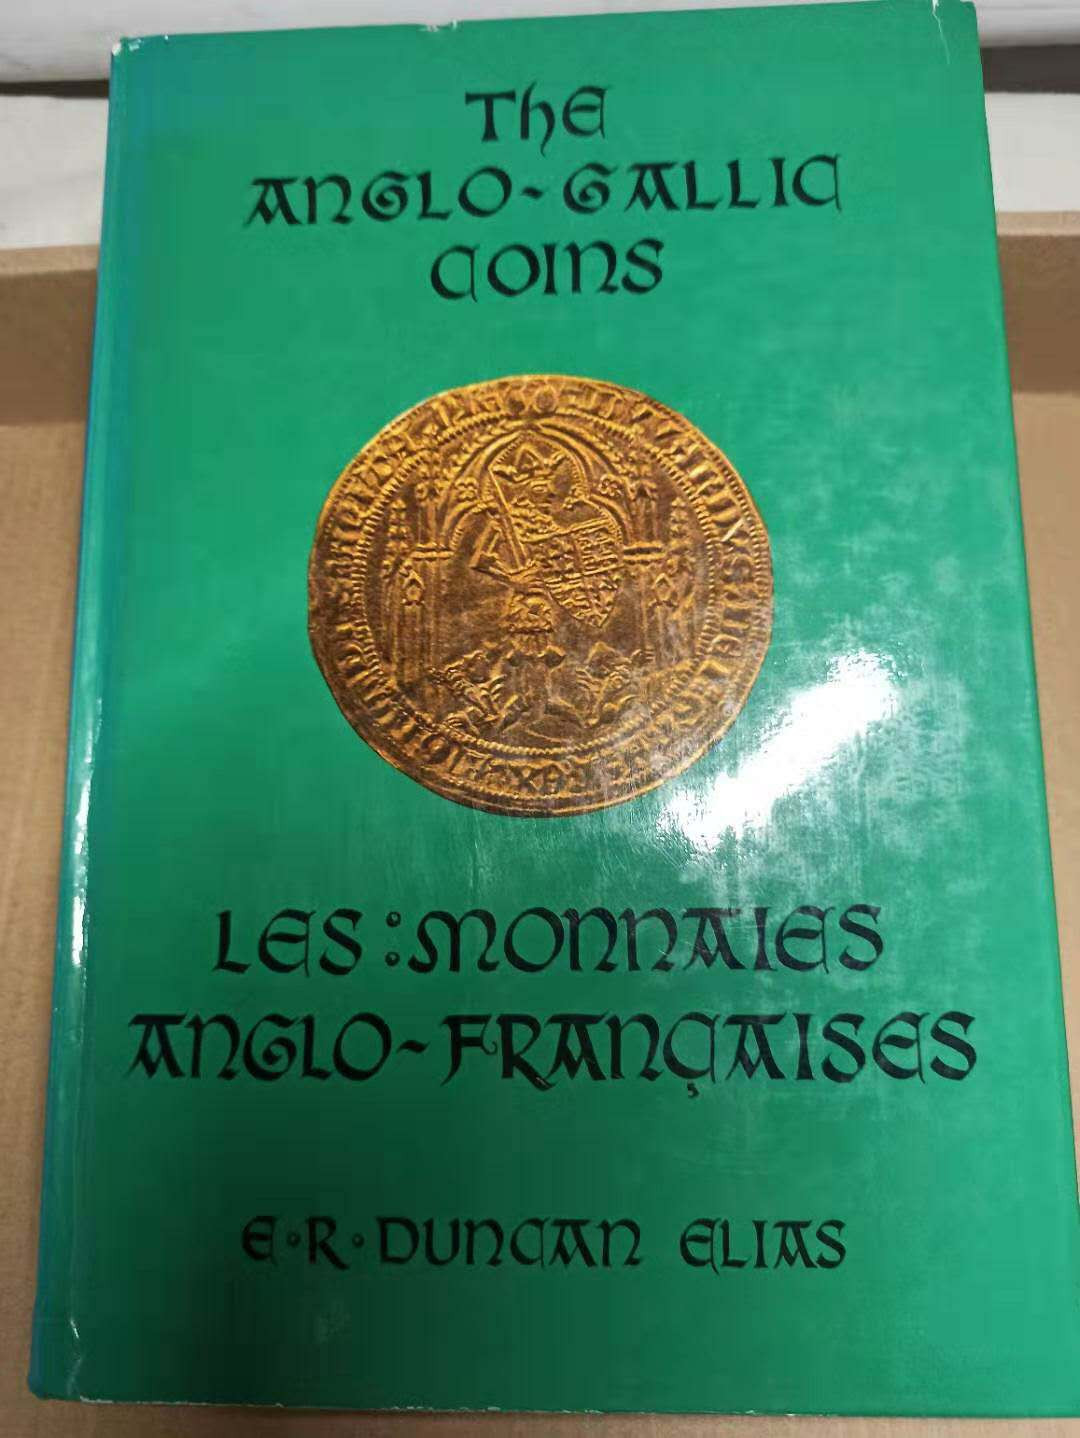 THE
ANGLO-GALLIC
COINS
LES:MONNAIES
ANGLO-FRANÇAISES
E·R·DUNCAN ELIAS